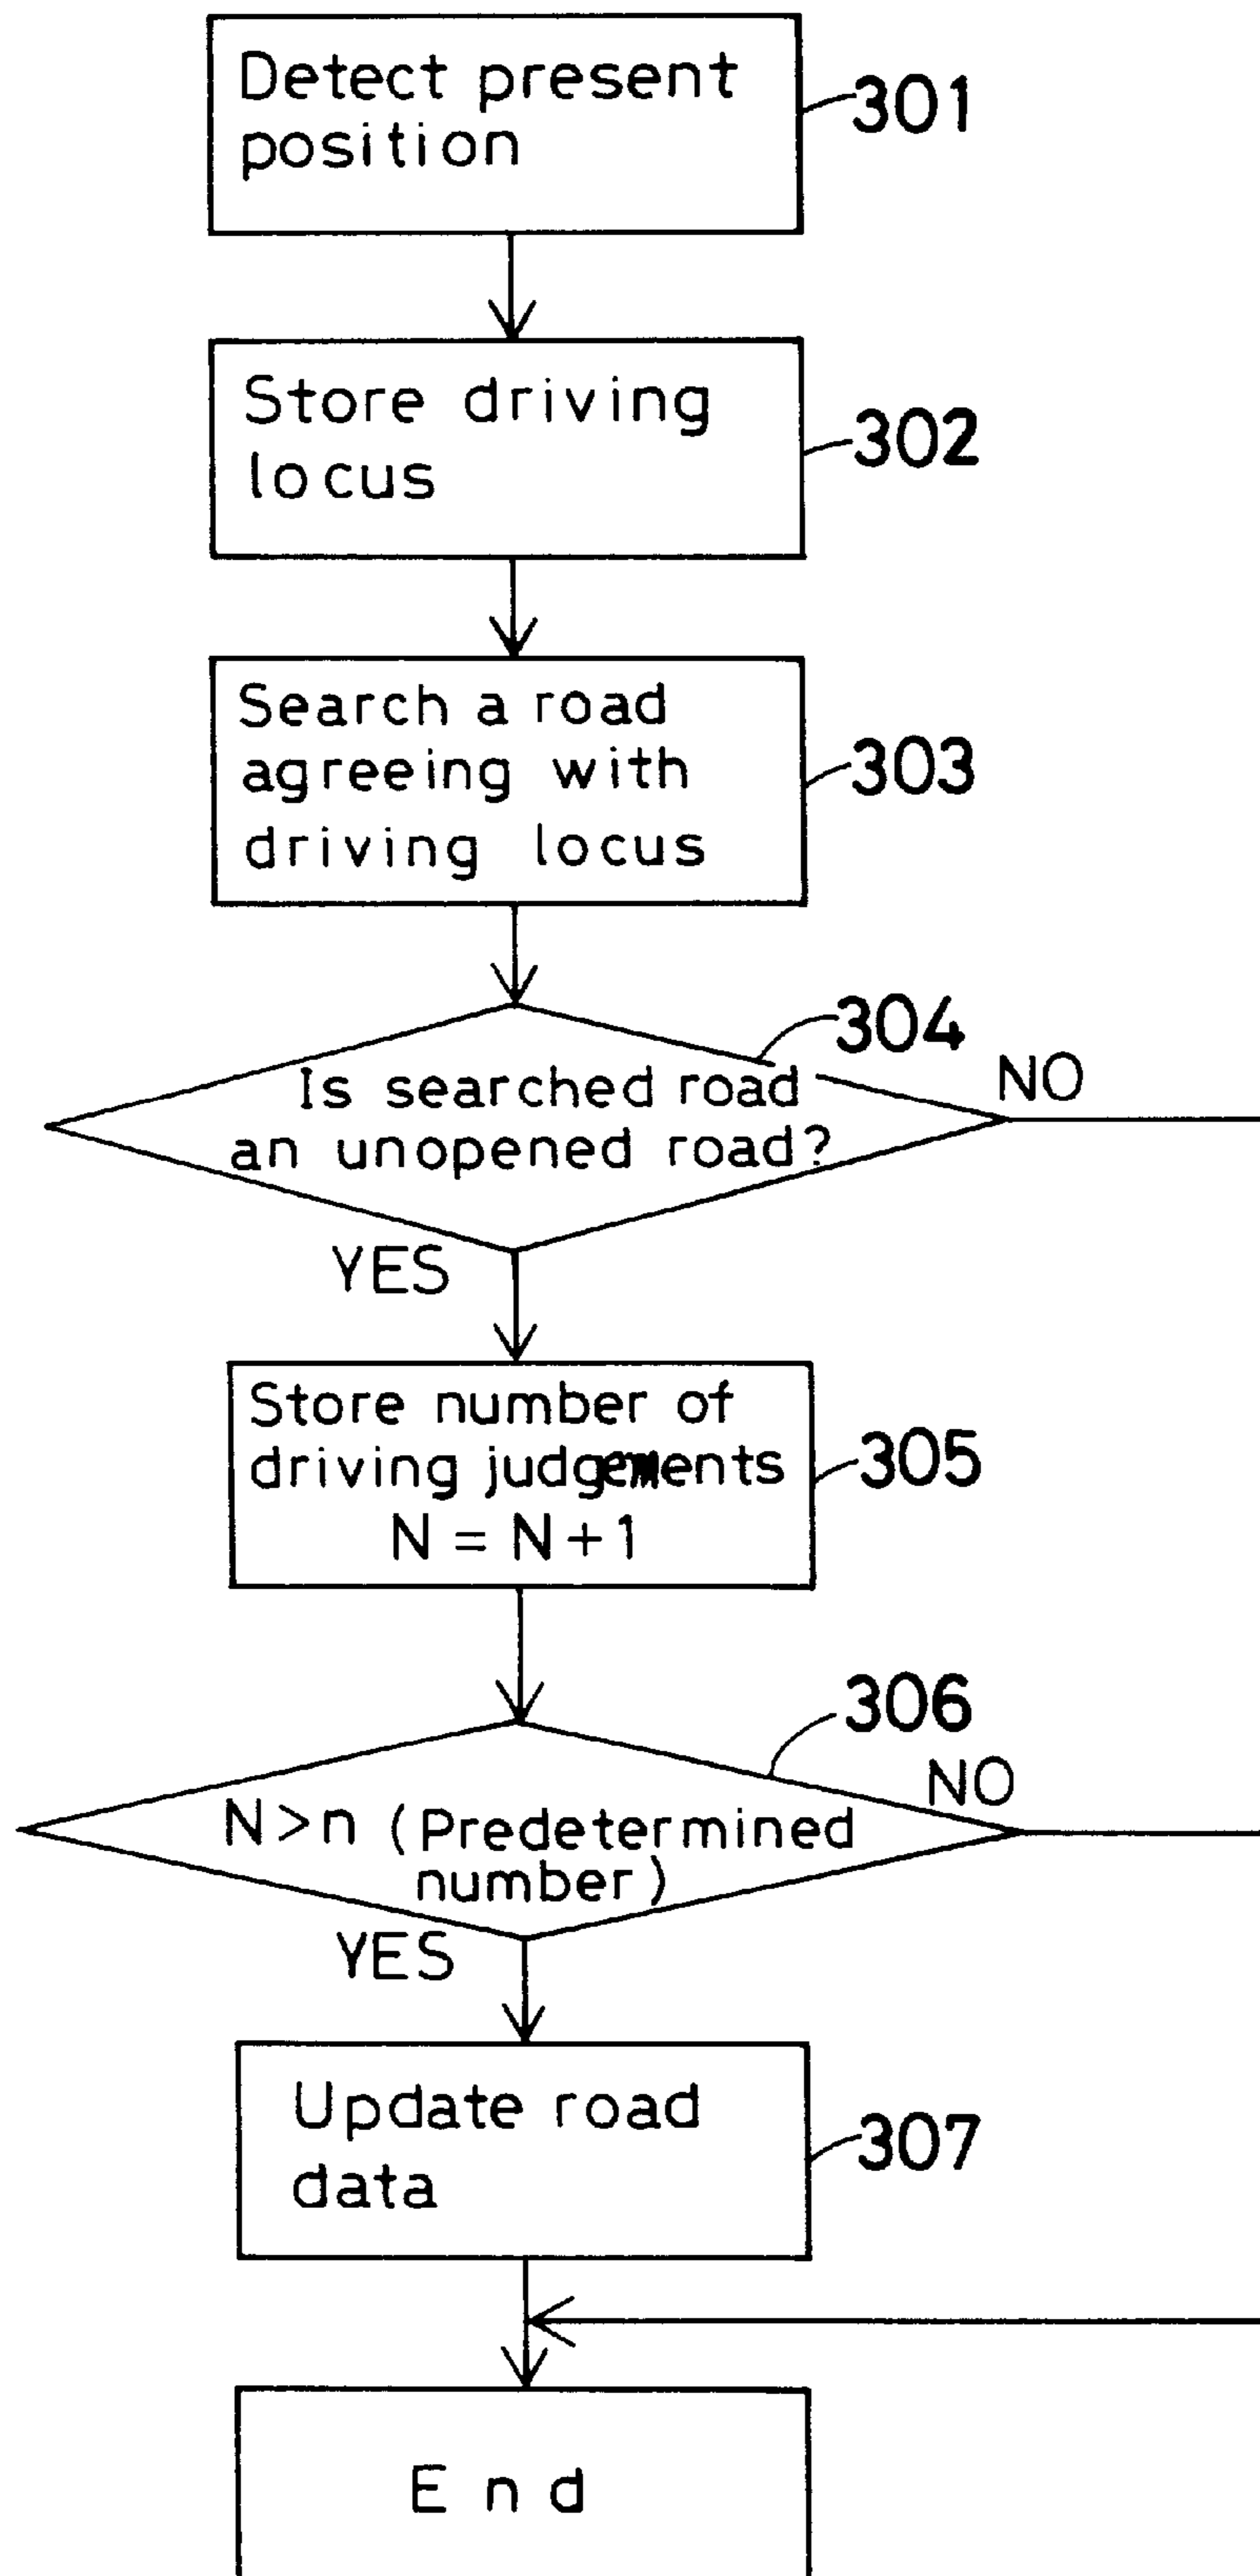 Detect present
position
301
Store driving
locus
302
Search a road
agreeing with
driving locus
303
304
Is searched road
an unopened road?
NO
YES
Store number of
driving judgements
N = N + 1
305
306
N>n (Predetermined
number)
NO
YES
Update road
data
307
End